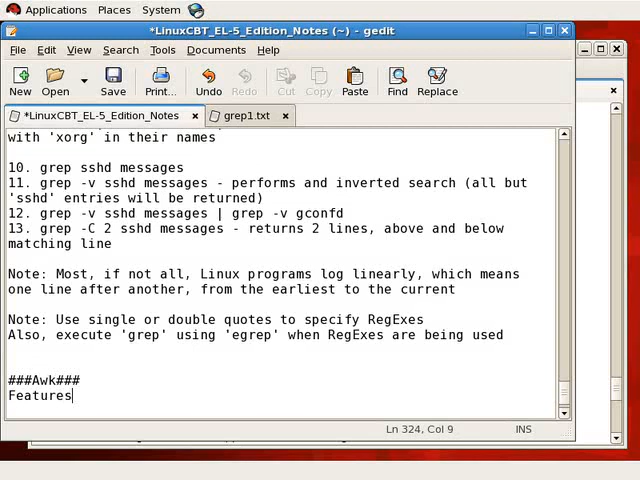 Applications Places System
*LinuxCBT_EL-5_Edition_Notes (~) - gedit
File Edit View Search Tools Documents Help
New Open Save Print... Undo Redo Cut Copy Paste Find Replace
*LinuxCBT_EL-5_Edition_Notes × grep1.txt ×
with 'xorg' in their names
10. grep sshd messages
11. grep -v sshd messages - performs and inverted search (all but
'sshd' entries will be returned)
12. grep -v sshd messages | grep -v gconfd
13. grep -C 2 sshd messages - returns 2 lines, above and below
matching line
Note: Most, if not all, Linux programs log linearly, which means
one line after another, from the earliest to the current
Note: Use single or double quotes to specify RegExes
Also, execute 'grep' using 'egrep' when RegExes are being used
###Awk###
Features
Ln 324, Col 9 INS